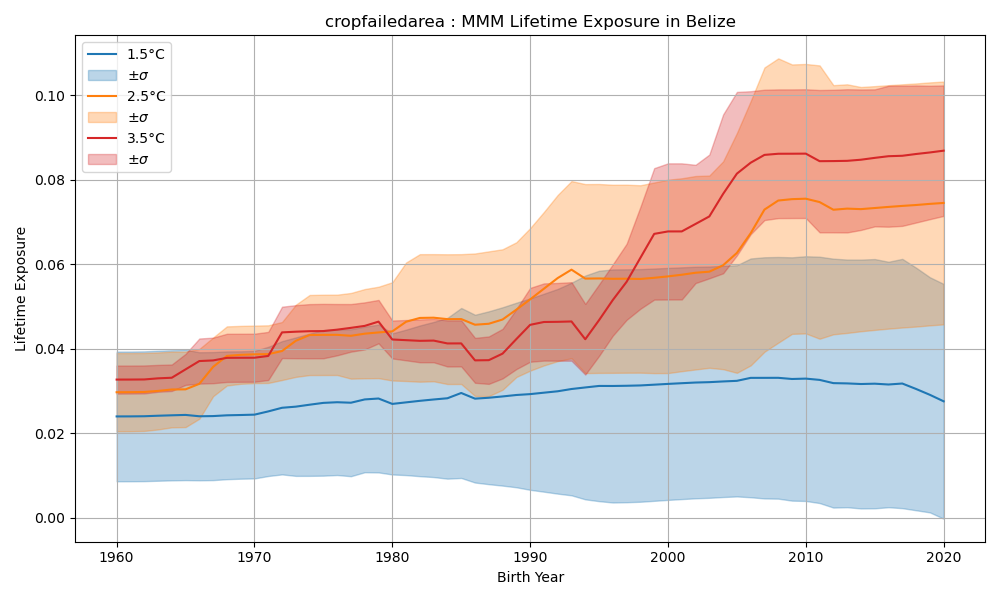 cropfailedarea : MMM Lifetime Exposure in Belize
1.5°C
±σ
2.5°C
±σ
3.5°C
±σ
Lifetime Exposure
0.10
0.08
0.06
0.04
0.02
0.00
1960 1970 1980 1990 2000 2010 2020
Birth Year